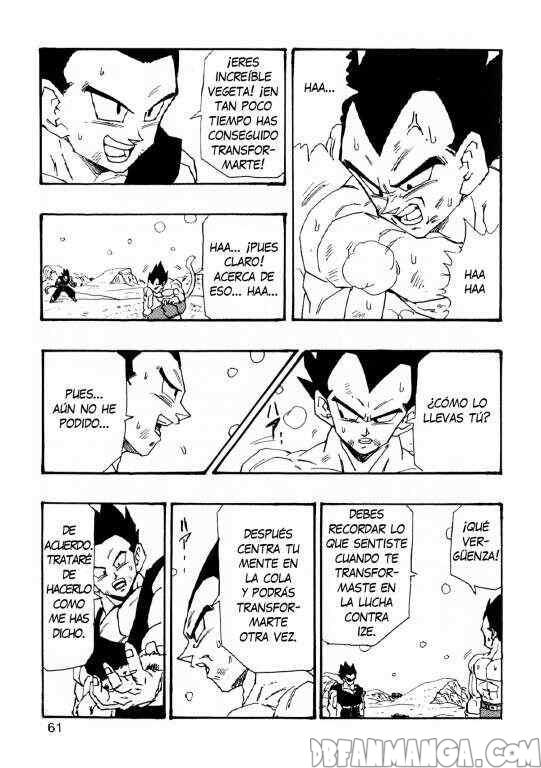 HAA...
HAA
HAA
¡ERES
INCREÍBLE
VEGETA! ¡EN
TAN POCO
TIEMPO HAS
CONSEGUIDO
TRANSFOR-
MARTE!
HAA... ¡PUES
CLARO!
ACERCA DE
ESO... HAA...
¿CÓMO LO
LLEVAS TÚ?
PUES...
AÚN NO HE
PODIDO...
¡QUÉ
VER-
GÜENZA!
DEBES
RECORDAR LO
QUE SENTISTE
CUANDO TE
TRANSFOR-
MASTE EN
LA LUCHA
CONTRA
IZE.
DESPUÉS
CENTRA TU
MENTE EN
LA COLA
Y PODRÁS
TRANSFOR-
MARTE
OTRA VEZ.
DE
ACUERDO.
TRATARÉ
DE
HACERLO
COMO
ME HAS
DICHO.
61
DBFANMANGA.COM